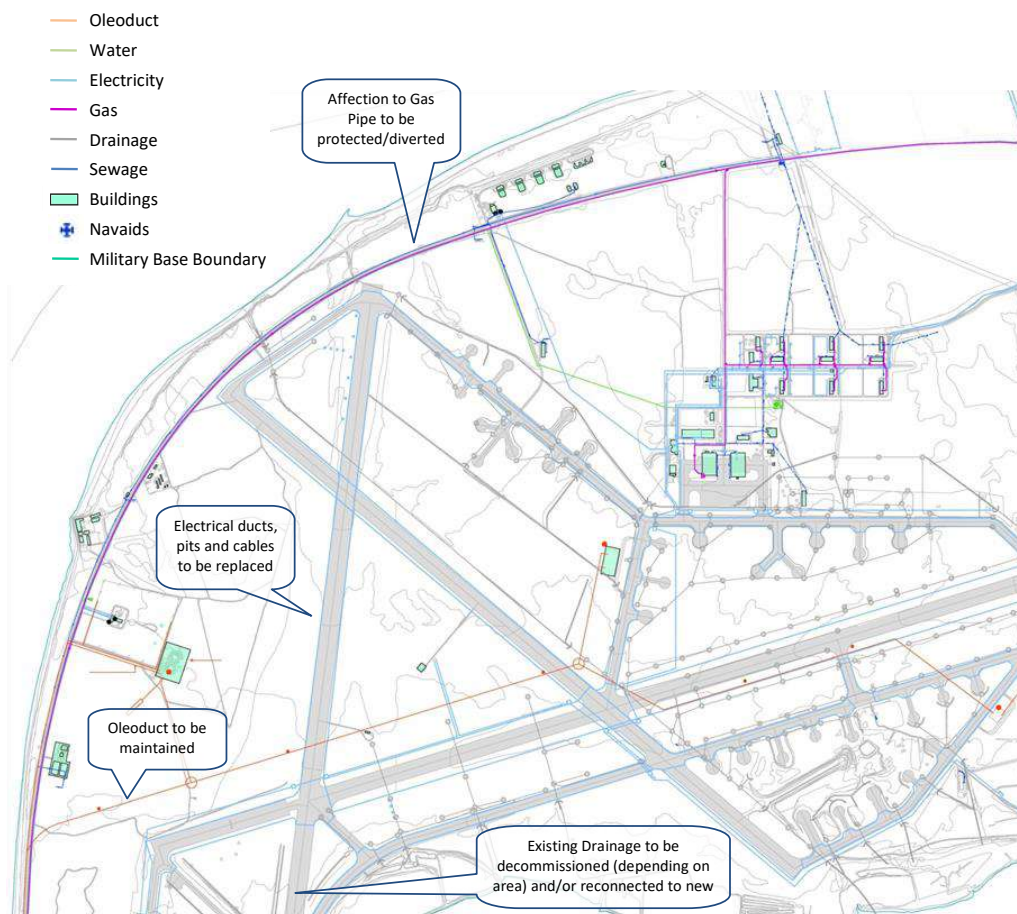 Oleoduct
Water
Electricity
Gas
Drainage
Sewage
Buildings
Navaids
Military Base Boundary
Affection to Gas
Pipe to be
protected/diverted
Electrical ducts,
pits and cables
to be replaced
Oleoduct to be
maintained
Existing Drainage to be
decommissioned (depending on
area) and/or reconnected to new